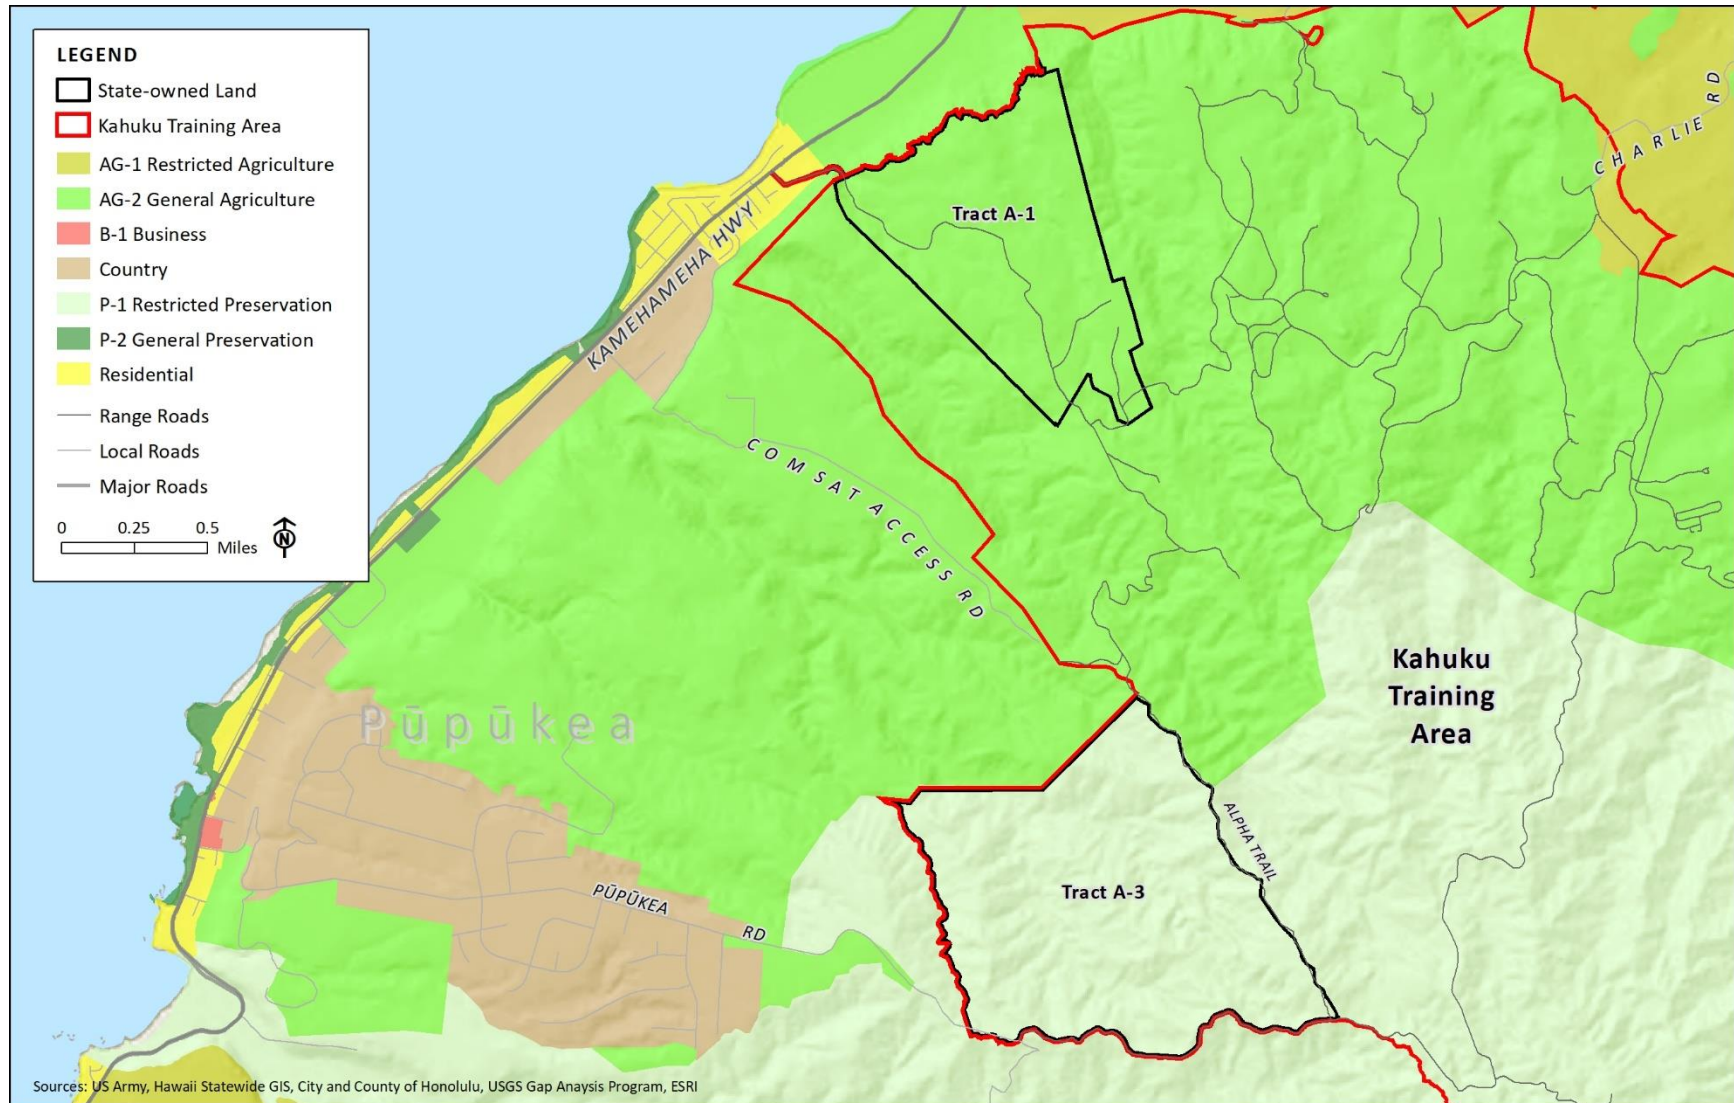 LEGEND
State-owned Land
Kahuku Training Area
AG-1 Restricted Agriculture
AG-2 General Agriculture
B-1 Business
Country
P-1 Restricted Preservation
P-2 General Preservation
Residential
Range Roads
Local Roads
Major Roads
0 0.25 0.5
Miles
N
CHARLIE RD
Tract A-1
KAMEHAMEHA HWY
COMSAT ACCESS RD
Kahuku
Training
Area
Pūpūkea
ALPHA TRAIL
Tract A-3
PŪPŪKEA RD
Sources: US Army, Hawaii Statewide GIS, City and County of Honolulu, USGS Gap Anaysis Program, ESRI